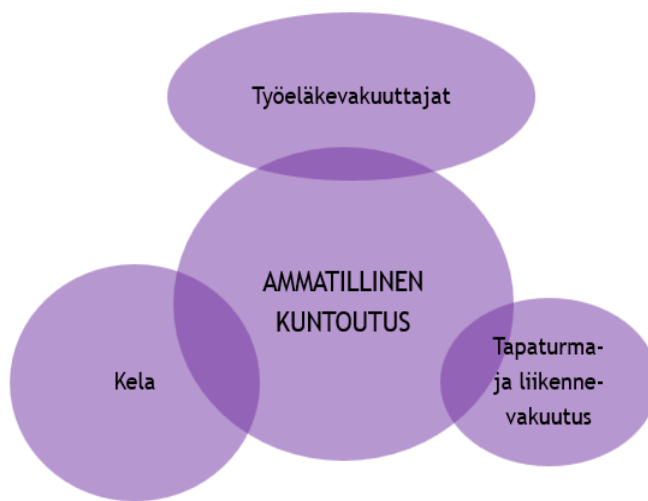 Työeläkevakuuttajat
AMMATILLINEN
KUNTOUTUS
Kela
Tapaturma-
ja liikenne-
vakuutus